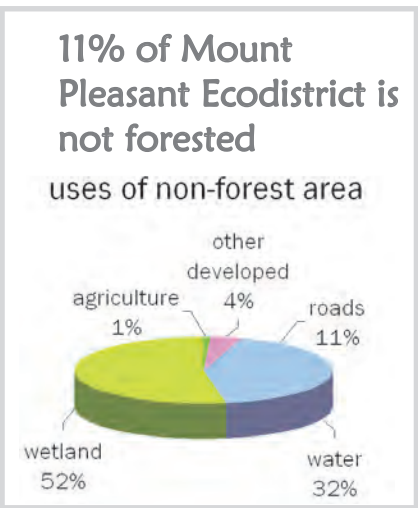 11% of Mount
Pleasant Ecodistrict is
not forested
uses of non-forest area
other
developed
4%
agriculture
1%
roads
11%
wetland
52%
water
32%